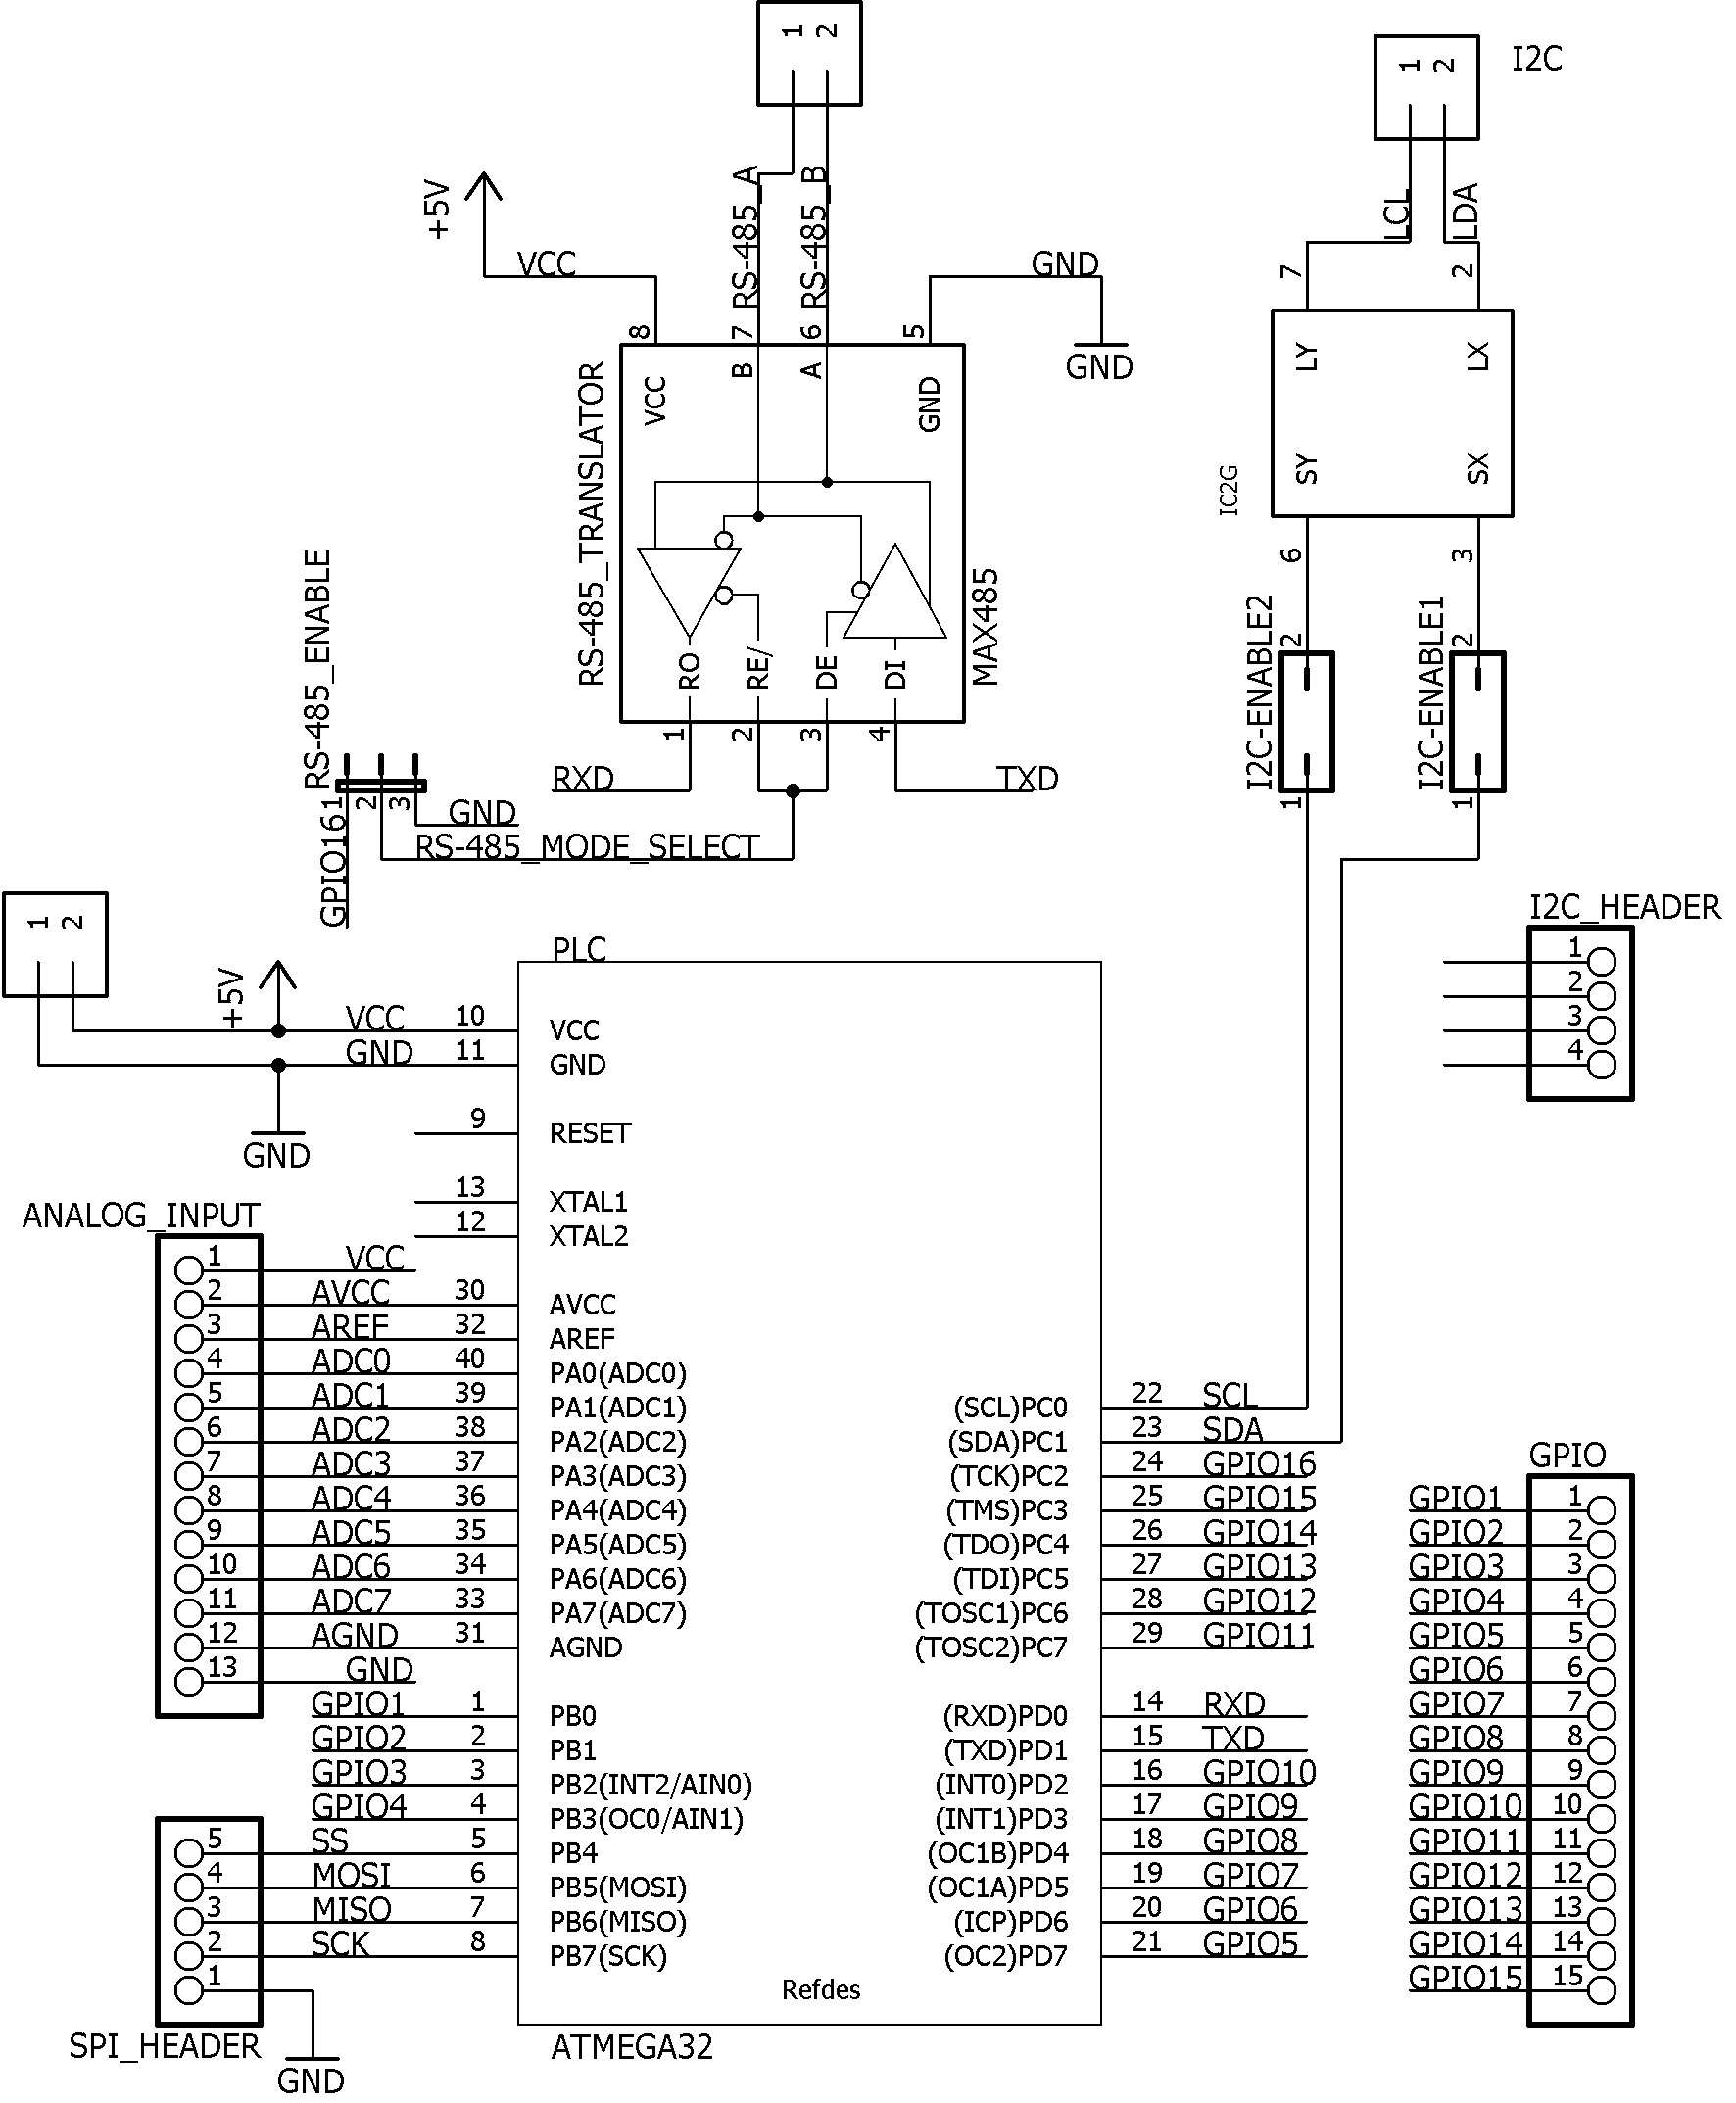 1 2
I2C
1 2
+5V
VCC
RS-485_A
RS-485_B
GND
GND
LCL
LDA
8 7 6 5
VCC B A GND
RS-485_TRANSLATOR
MAX485
RO RE/ DE DI
1 2 3 4
RXD
TXD
7 2
LY LX
SY SX
IC2G
6 3
I2C-ENABLE2
2
1
I2C-ENABLE1
2
1
RS-485_ENABLE
1 2 3
GPIO16
GND
RS-485_MODE_SELECT
1 2
+5V
VCC 10 VCC
GND 11 GND
GND
PLC
9 RESET
13 XTAL1
12 XTAL2
I2C_HEADER
1
2
3
4
ANALOG_INPUT
1 VCC
2 AVCC 30 AVCC
3 AREF 32 AREF
4 ADC0 40 PA0(ADC0)
5 ADC1 39 PA1(ADC1)
6 ADC2 38 PA2(ADC2)
7 ADC3 37 PA3(ADC3)
8 ADC4 36 PA4(ADC4)
9 ADC5 35 PA5(ADC5)
10 ADC6 34 PA6(ADC6)
11 ADC7 33 PA7(ADC7)
12 AGND 31 AGND
13 GND
GPIO1 1 PB0
GPIO2 2 PB1
GPIO3 3 PB2(INT2/AIN0)
GPIO4 4 PB3(OC0/AIN1)
5 SS 5 PB4
4 MOSI 6 PB5(MOSI)
3 MISO 7 PB6(MISO)
2 SCK 8 PB7(SCK)
1
SPI_HEADER
GND
(SCL)PC0 22 SCL
(SDA)PC1 23 SDA
(TCK)PC2 24 GPIO16
(TMS)PC3 25 GPIO15
(TDO)PC4 26 GPIO14
(TDI)PC5 27 GPIO13
(TOSC1)PC6 28 GPIO12
(TOSC2)PC7 29 GPIO11
(RXD)PD0 14 RXD
(TXD)PD1 15 TXD
(INT0)PD2 16 GPIO10
(INT1)PD3 17 GPIO9
(OC1B)PD4 18 GPIO8
(OC1A)PD5 19 GPIO7
(ICP)PD6 20 GPIO6
(OC2)PD7 21 GPIO5
Refdes
ATMEGA32
GPIO
GPIO1 1
GPIO2 2
GPIO3 3
GPIO4 4
GPIO5 5
GPIO6 6
GPIO7 7
GPIO8 8
GPIO9 9
GPIO10 10
GPIO11 11
GPIO12 12
GPIO13 13
GPIO14 14
GPIO15 15